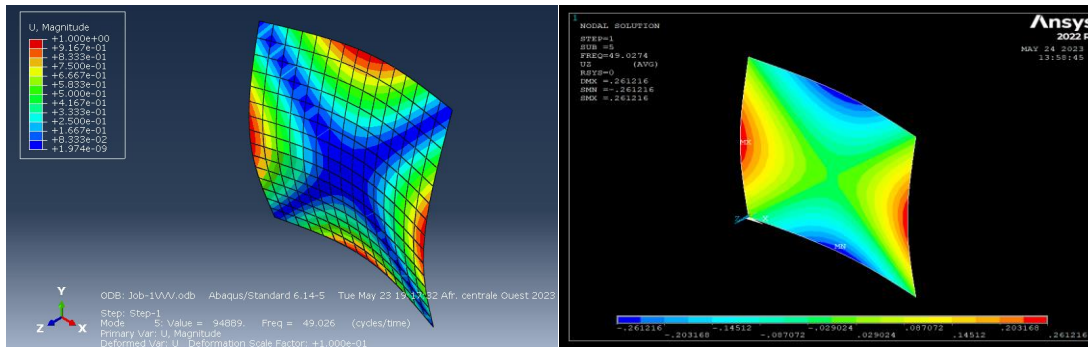 U, Magnitude
+1.000e+00
+9.167e-01
+8.333e-01
+7.500e-01
+6.667e-01
+5.833e-01
+5.000e-01
+4.167e-01
+3.333e-01
+2.500e-01
+1.667e-01
+8.333e-02
+1.974e-09
Y
Z X
ODB: Job-1VVV.odb Abaqus/Standard 6.14-5 Tue May 23 19:17:32 Afr. centrale Ouest 2023
Step: Step-1
Mode 5: Value = 94889. Freq = 49.026 (cycles/time)
Primary Var: U, Magnitude
Deformed Var: U Deformation Scale Factor: +1.000e-01
1
NODAL SOLUTION
STEP=1
SUB =5
FREQ=49.0274
UZ (AVG)
RSYS=0
DMX =.261216
SMN =-.261216
SMX =.261216
Ansys
2022 R
MAY 24 2023
13:58:45
MX
Z X
MN
-.261216 -.14512 -.029024 .087072 .203168
-.203168 -.087072 .029024 .14512 .261216